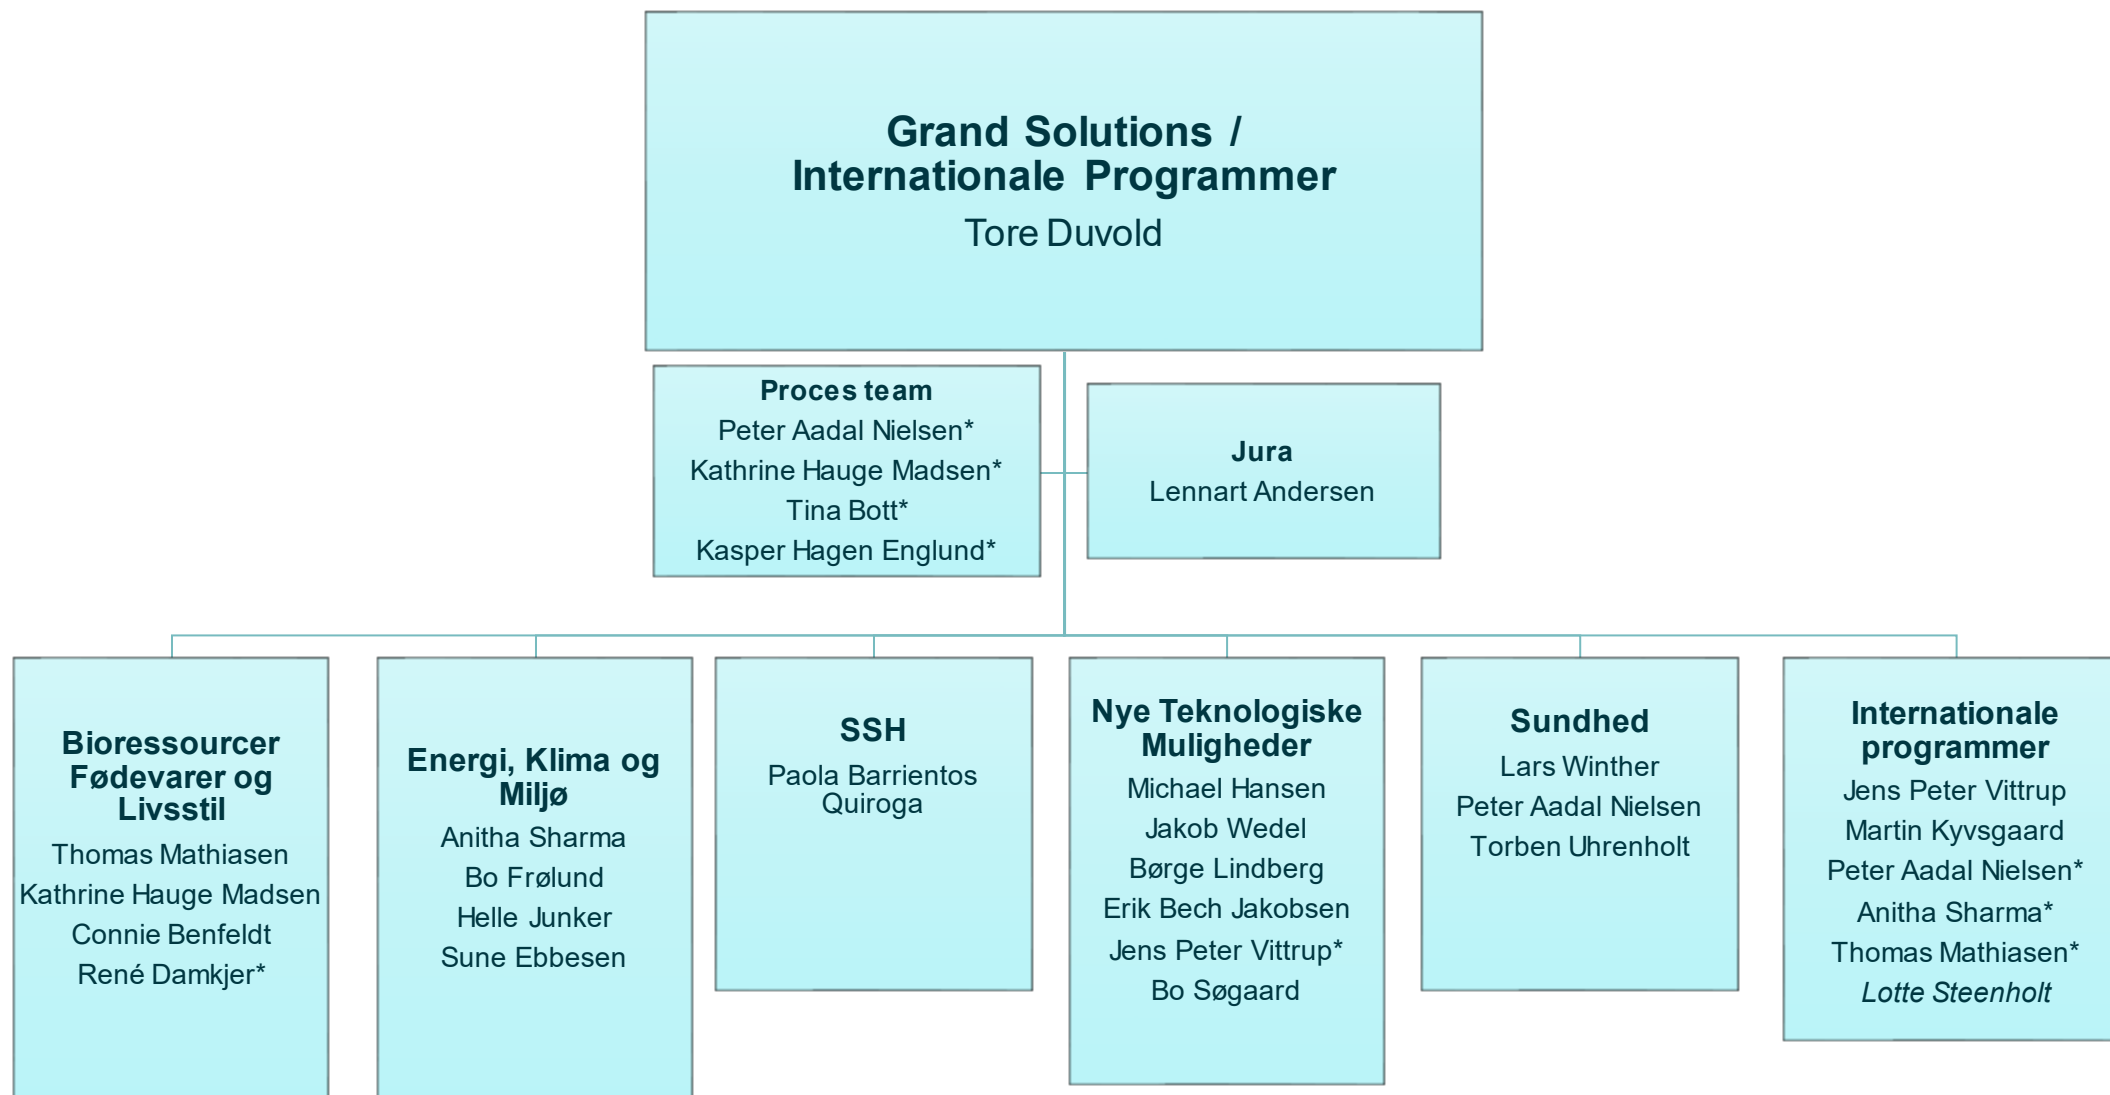 Grand Solutions /
Internationale Programmer
Tore Duvold
Proces team
Peter Aadal Nielsen*
Kathrine Hauge Madsen*
Tina Bott*
Kasper Hagen Englund*
Jura
Lennart Andersen
Bioressourcer
Fødevarer og
Livsstil
Thomas Mathiasen
Kathrine Hauge Madsen
Connie Benfeldt
René Damkjer*
Energi, Klima og
Miljø
Anitha Sharma
Bo Frølund
Helle Junker
Sune Ebbesen
SSH
Paola Barrientos
Quiroga
Nye Teknologiske
Muligheder
Michael Hansen
Jakob Wedel
Børge Lindberg
Erik Bech Jakobsen
Jens Peter Vittrup*
Bo Søgaard
Sundhed
Lars Winther
Peter Aadal Nielsen
Torben Uhrenholt
Internationale
programmer
Jens Peter Vittrup
Martin Kyvsgaard
Peter Aadal Nielsen*
Anitha Sharma*
Thomas Mathiasen*
Lotte Steenholt